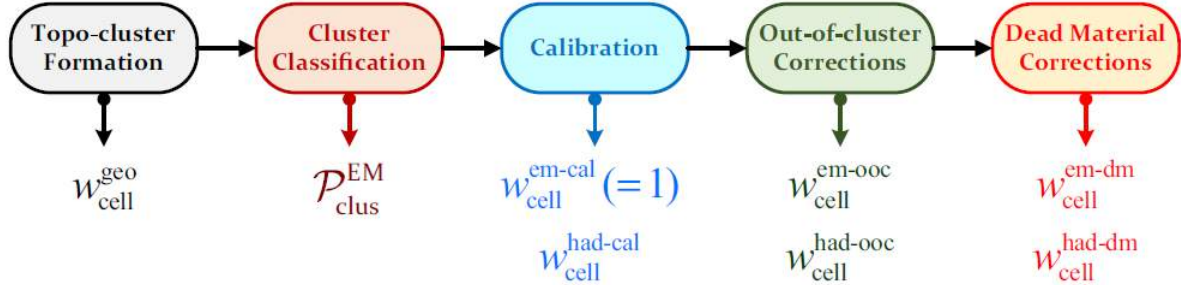 Topo-cluster
Formation
Cluster
Classification
Calibration
Out-of-cluster
Corrections
Dead Material
Corrections
w_cell^geo
𝒫_clus^EM
w_cell^em-cal (= 1)
w_cell^had-cal
w_cell^em-ooc
w_cell^had-ooc
w_cell^em-dm
w_cell^had-dm